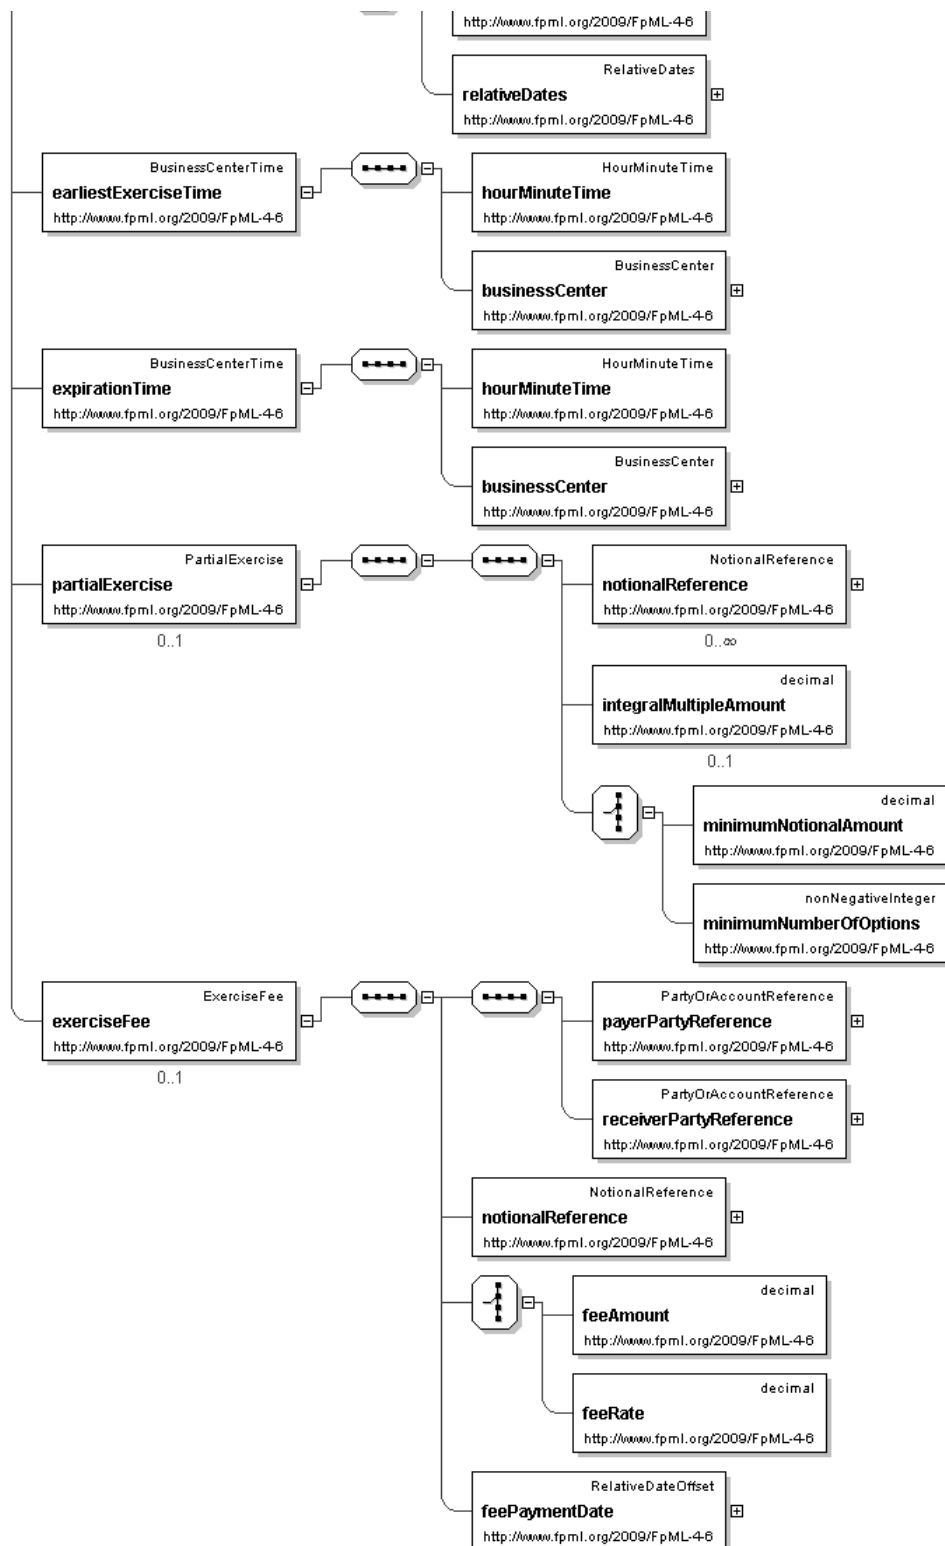 http://www.fpml.org/2009/FpML-4-6
RelativeDates
relativeDates
http://www.fpml.org/2009/FpML-4-6
BusinessCenterTime
earliestExerciseTime
http://www.fpml.org/2009/FpML-4-6
HourMinuteTime
hourMinuteTime
http://www.fpml.org/2009/FpML-4-6
BusinessCenter
businessCenter
http://www.fpml.org/2009/FpML-4-6
BusinessCenterTime
expirationTime
http://www.fpml.org/2009/FpML-4-6
HourMinuteTime
hourMinuteTime
http://www.fpml.org/2009/FpML-4-6
BusinessCenter
businessCenter
http://www.fpml.org/2009/FpML-4-6
PartialExercise
partialExercise
http://www.fpml.org/2009/FpML-4-6
0..1
NotionalReference
notionalReference
http://www.fpml.org/2009/FpML-4-6
0..∞
decimal
integralMultipleAmount
http://www.fpml.org/2009/FpML-4-6
0..1
decimal
minimumNotionalAmount
http://www.fpml.org/2009/FpML-4-6
nonNegativeInteger
minimumNumberOfOptions
http://www.fpml.org/2009/FpML-4-6
ExerciseFee
exerciseFee
http://www.fpml.org/2009/FpML-4-6
0..1
PartyOrAccountReference
payerPartyReference
http://www.fpml.org/2009/FpML-4-6
PartyOrAccountReference
receiverPartyReference
http://www.fpml.org/2009/FpML-4-6
NotionalReference
notionalReference
http://www.fpml.org/2009/FpML-4-6
decimal
feeAmount
http://www.fpml.org/2009/FpML-4-6
decimal
feeRate
http://www.fpml.org/2009/FpML-4-6
RelativeDateOffset
feePaymentDate
http://www.fpml.org/2009/FpML-4-6